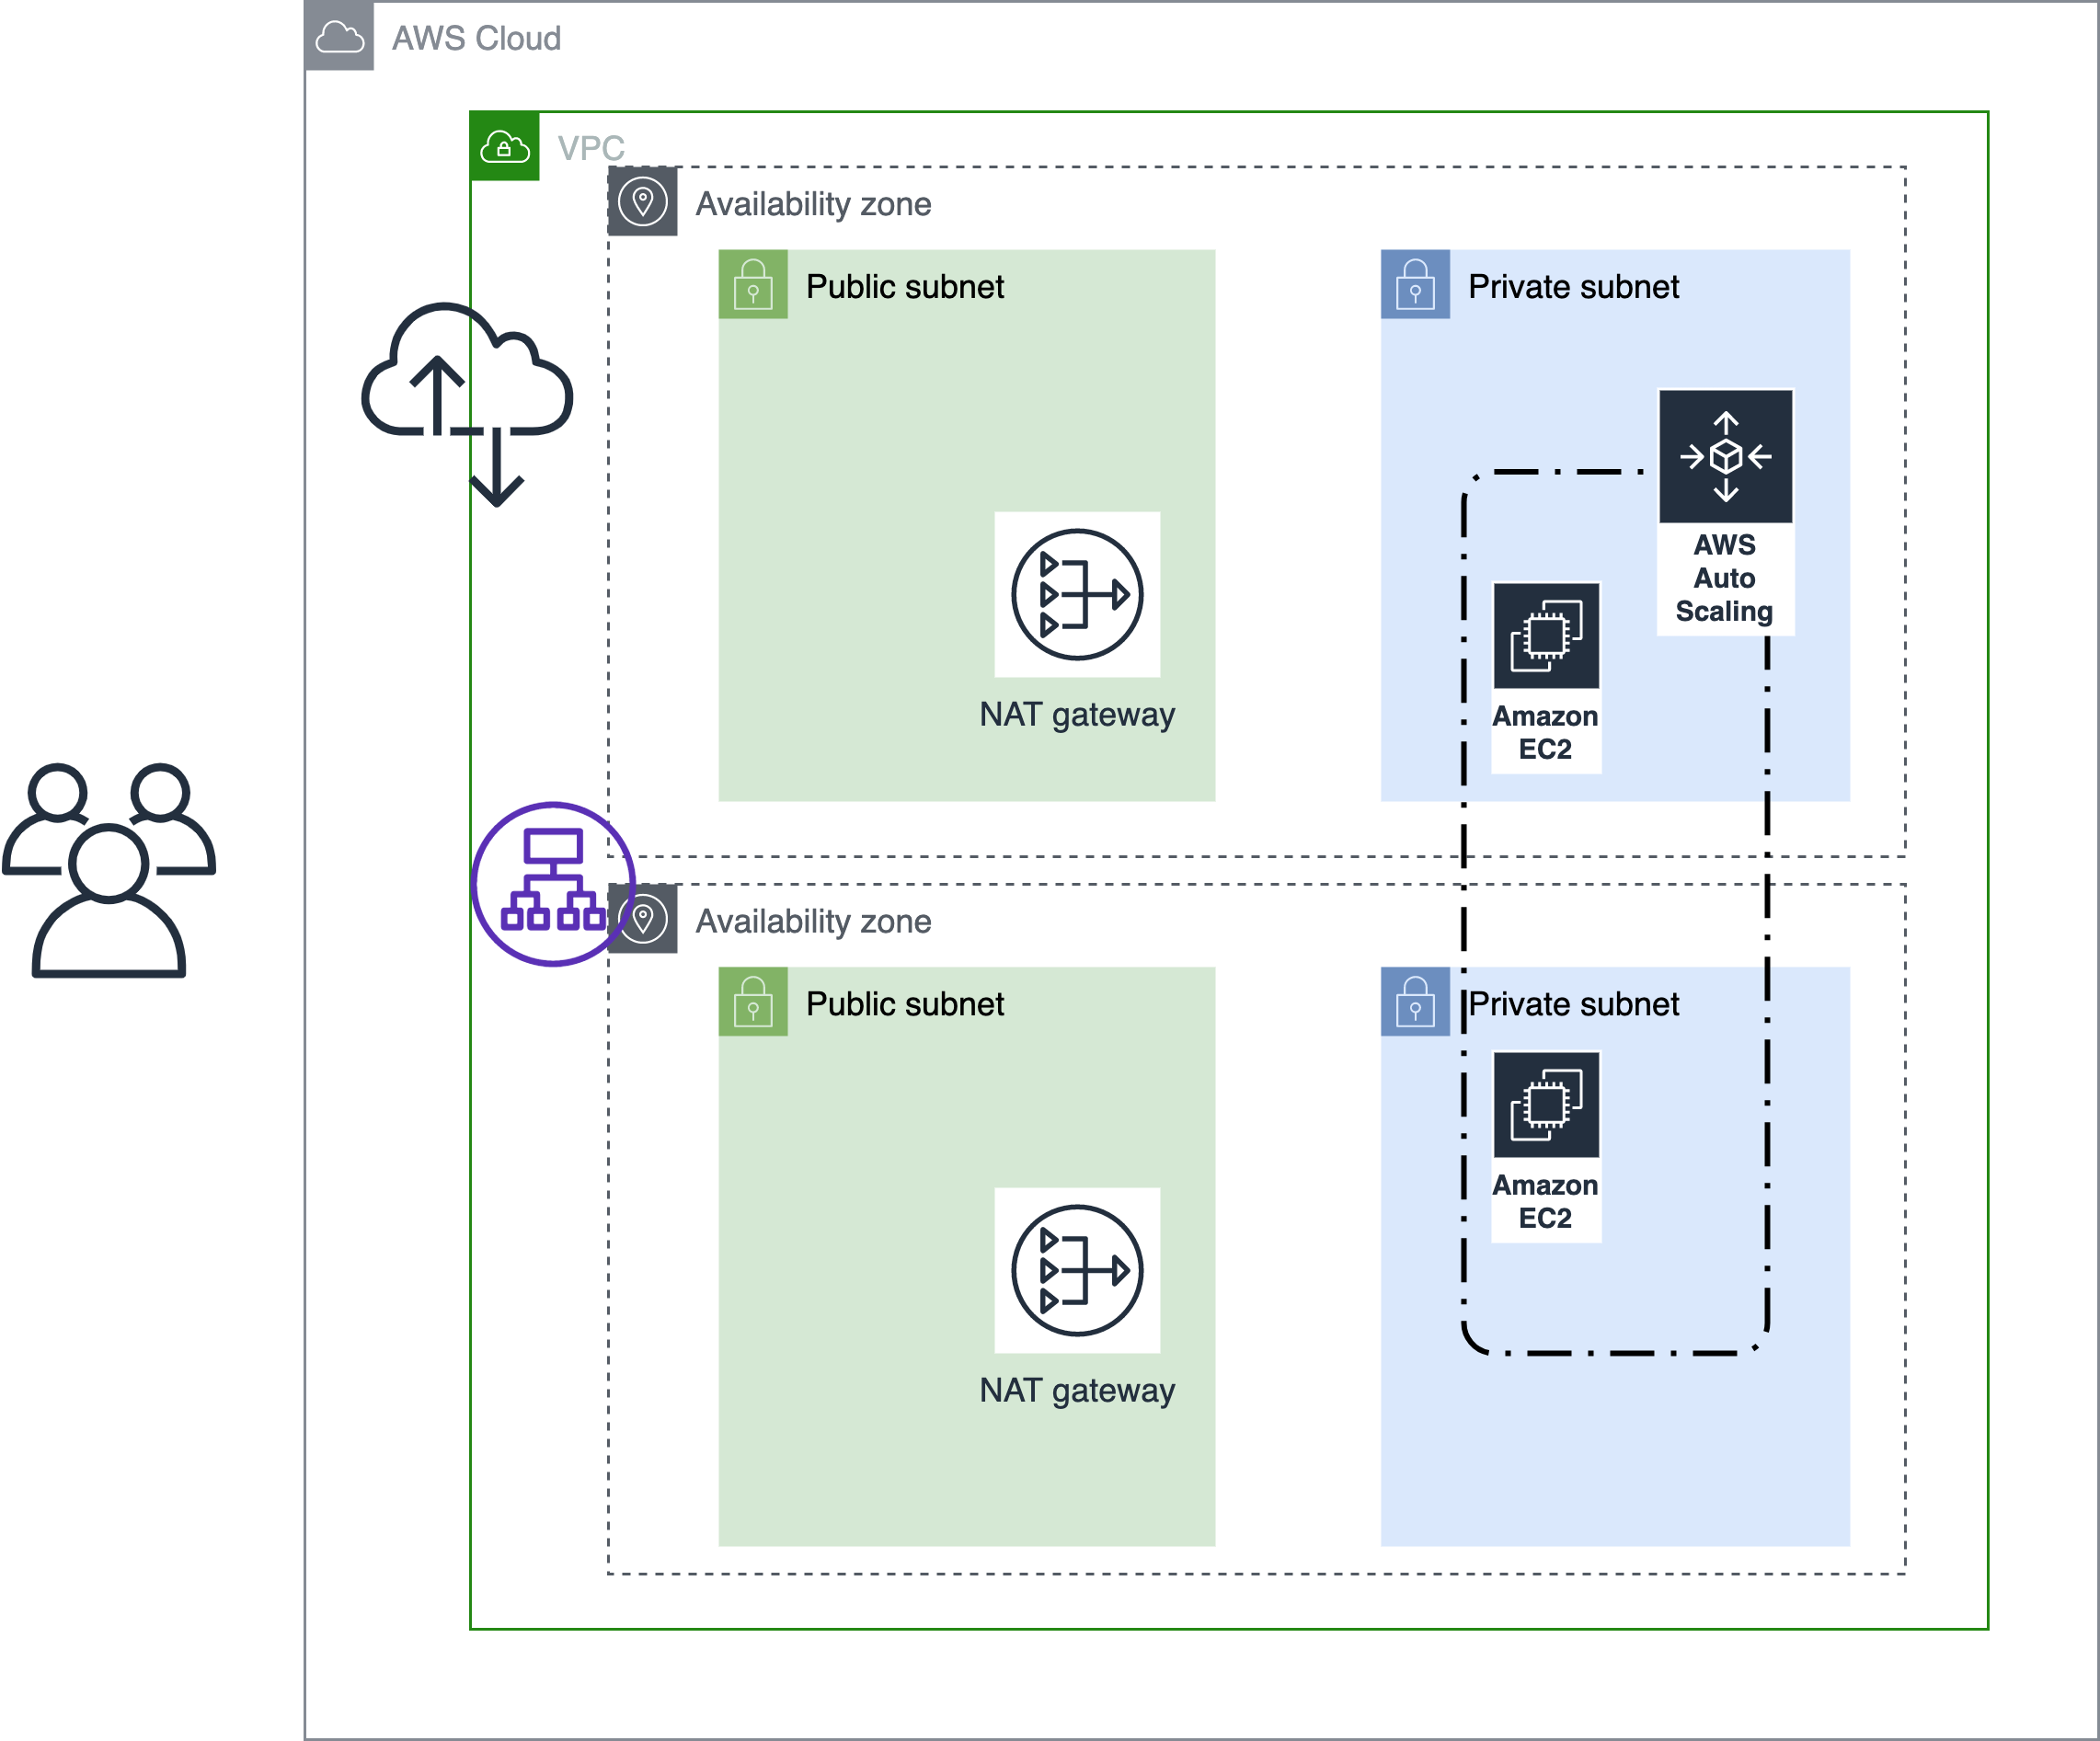 AWS Cloud
VPC
Availability zone
Public subnet
Private subnet
AWS
Auto
Scaling
NAT gateway
Amazon
EC2
Availability zone
Public subnet
Private subnet
Amazon
EC2
NAT gateway